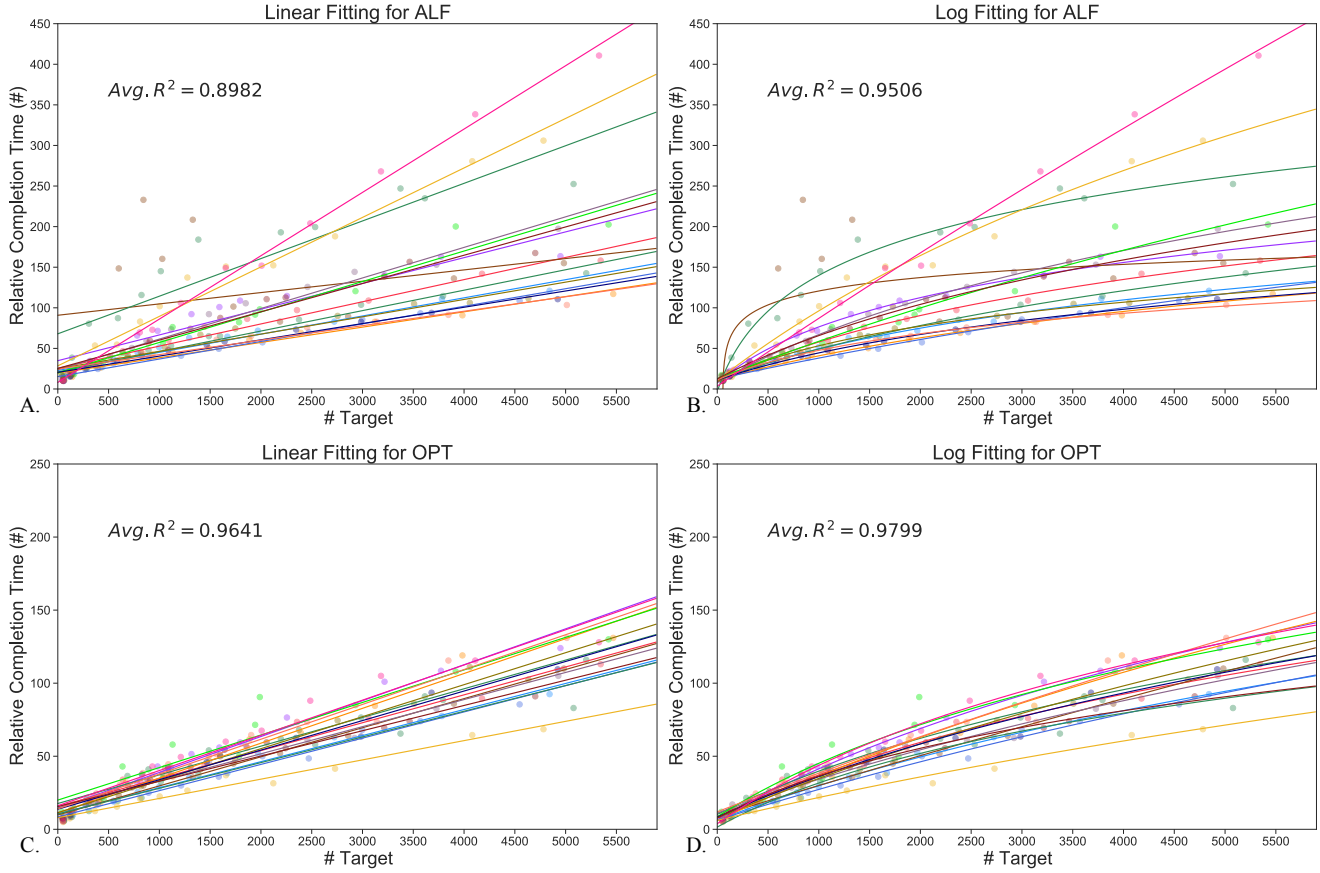 Linear Fitting for ALF
450
400
350
300
250
200
150
100
50
0
Relative Completion Time (#)
Avg. R² = 0.8982
0 500 1000 1500 2000 2500 3000 3500 4000 4500 5000 5500
# Target
A.
Log Fitting for ALF
450
400
350
300
250
200
150
100
50
0
Relative Completion Time (#)
Avg. R² = 0.9506
0 500 1000 1500 2000 2500 3000 3500 4000 4500 5000 5500
# Target
B.
Linear Fitting for OPT
250
200
150
100
50
0
Relative Completion Time (#)
Avg. R² = 0.9641
0 500 1000 1500 2000 2500 3000 3500 4000 4500 5000 5500
# Target
C.
Log Fitting for OPT
250
200
150
100
50
0
Relative Completion Time (#)
Avg. R² = 0.9799
0 500 1000 1500 2000 2500 3000 3500 4000 4500 5000 5500
# Target
D.